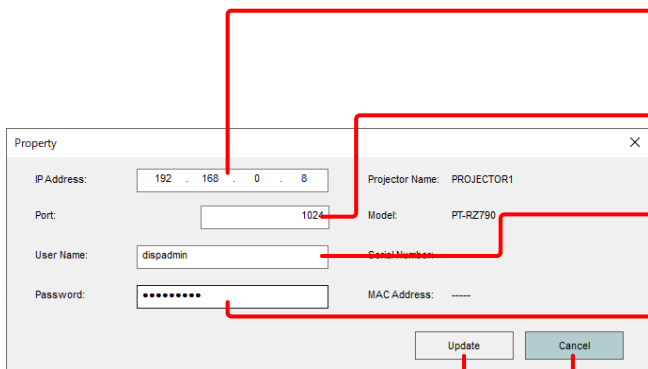 Property
IP Address: 192 . 168 . 0 . 8 Projector Name: PROJECTOR1
Port: 1024 Model: PT-RZ790
User Name: dispadmin Serial Number:
Password: ●●●●●●●●● MAC Address: -----
Update Cancel